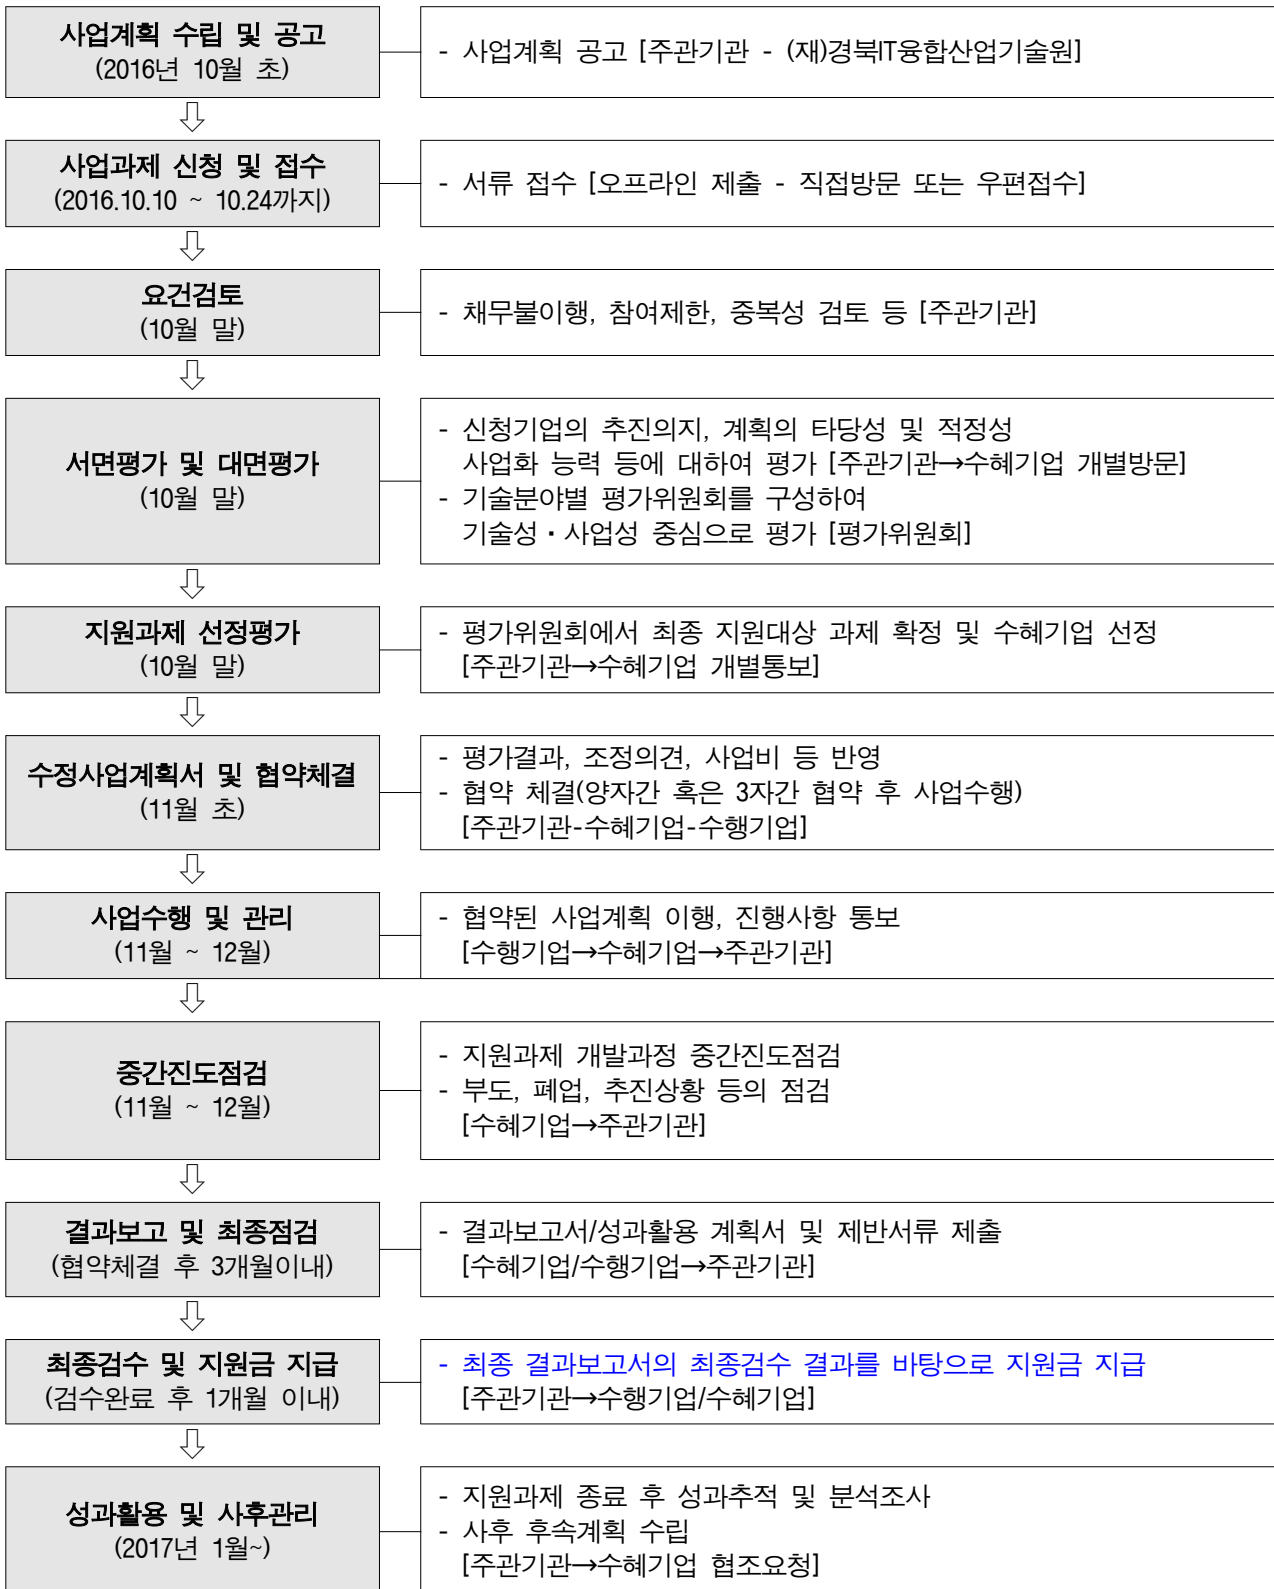 사업계획 수립 및 공고
(2016년 10월 초)
- 사업계획 공고 [주관기관 - (재)경북IT융합산업기술원]
사업과제 신청 및 접수
(2016.10.10 ~ 10.24까지)
- 서류 접수 [오프라인 제출 - 직접방문 또는 우편접수]
요건검토
(10월 말)
- 채무불이행, 참여제한, 중복성 검토 등 [주관기관]
서면평가 및 대면평가
(10월 말)
- 신청기업의 추진의지, 계획의 타당성 및 적정성
사업화 능력 등에 대하여 평가 [주관기관→수혜기업 개별방문]
- 기술분야별 평가위원회를 구성하여
기술성・사업성 중심으로 평가 [평가위원회]
지원과제 선정평가
(10월 말)
- 평가위원회에서 최종 지원대상 과제 확정 및 수혜기업 선정
[주관기관→수혜기업 개별통보]
수정사업계획서 및 협약체결
(11월 초)
- 평가결과, 조정의견, 사업비 등 반영
- 협약 체결(양자간 혹은 3자간 협약 후 사업수행)
[주관기관-수혜기업-수행기업]
사업수행 및 관리
(11월 ~ 12월)
- 협약된 사업계획 이행, 진행사항 통보
[수행기업→수혜기업→주관기관]
중간진도점검
(11월 ~ 12월)
- 지원과제 개발과정 중간진도점검
- 부도, 폐업, 추진상황 등의 점검
[수혜기업→주관기관]
결과보고 및 최종점검
(협약체결 후 3개월이내)
- 결과보고서/성과활용 계획서 및 제반서류 제출
[수혜기업/수행기업→주관기관]
최종검수 및 지원금 지급
(검수완료 후 1개월 이내)
- 최종 결과보고서의 최종검수 결과를 바탕으로 지원금 지급
[주관기관→수행기업/수혜기업]
성과활용 및 사후관리
(2017년 1월~)
- 지원과제 종료 후 성과추적 및 분석조사
- 사후 후속계획 수립
[주관기관→수혜기업 협조요청]